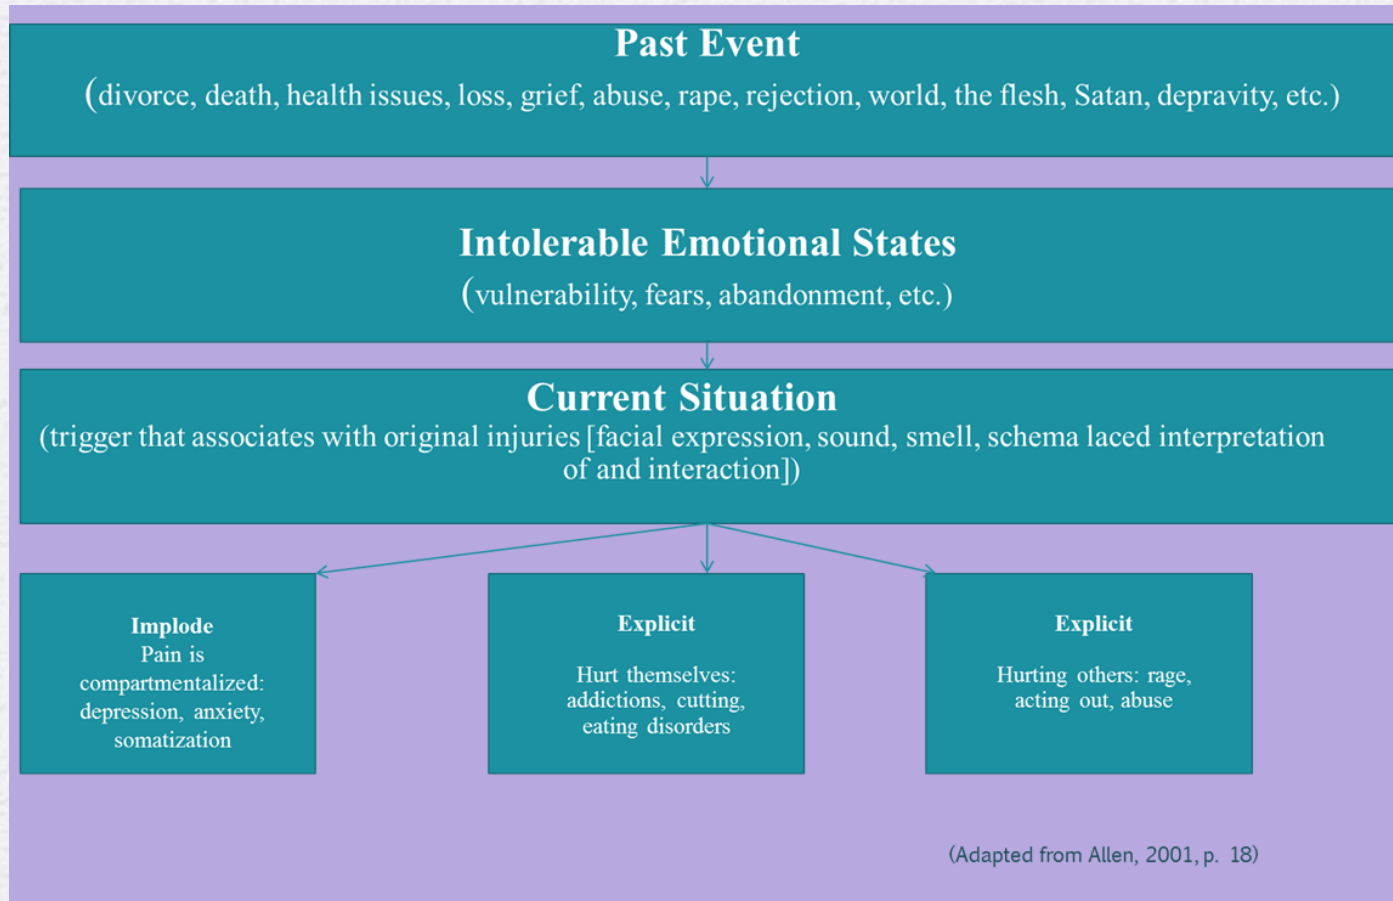 Past Event
(divorce, death, health issues, loss, grief, abuse, rape, rejection, world, the flesh, Satan, depravity, etc.)
Intolerable Emotional States
(vulnerability, fears, abandonment, etc.)
Current Situation
(trigger that associates with original injuries [facial expression, sound, smell, schema laced interpretation
of and interaction])
Implode
Pain is
compartmentalized:
depression, anxiety,
somatization
Explicit
Hurt themselves:
addictions, cutting,
eating disorders
Explicit
Hurting others: rage,
acting out, abuse
(Adapted from Allen, 2001, p. 18)